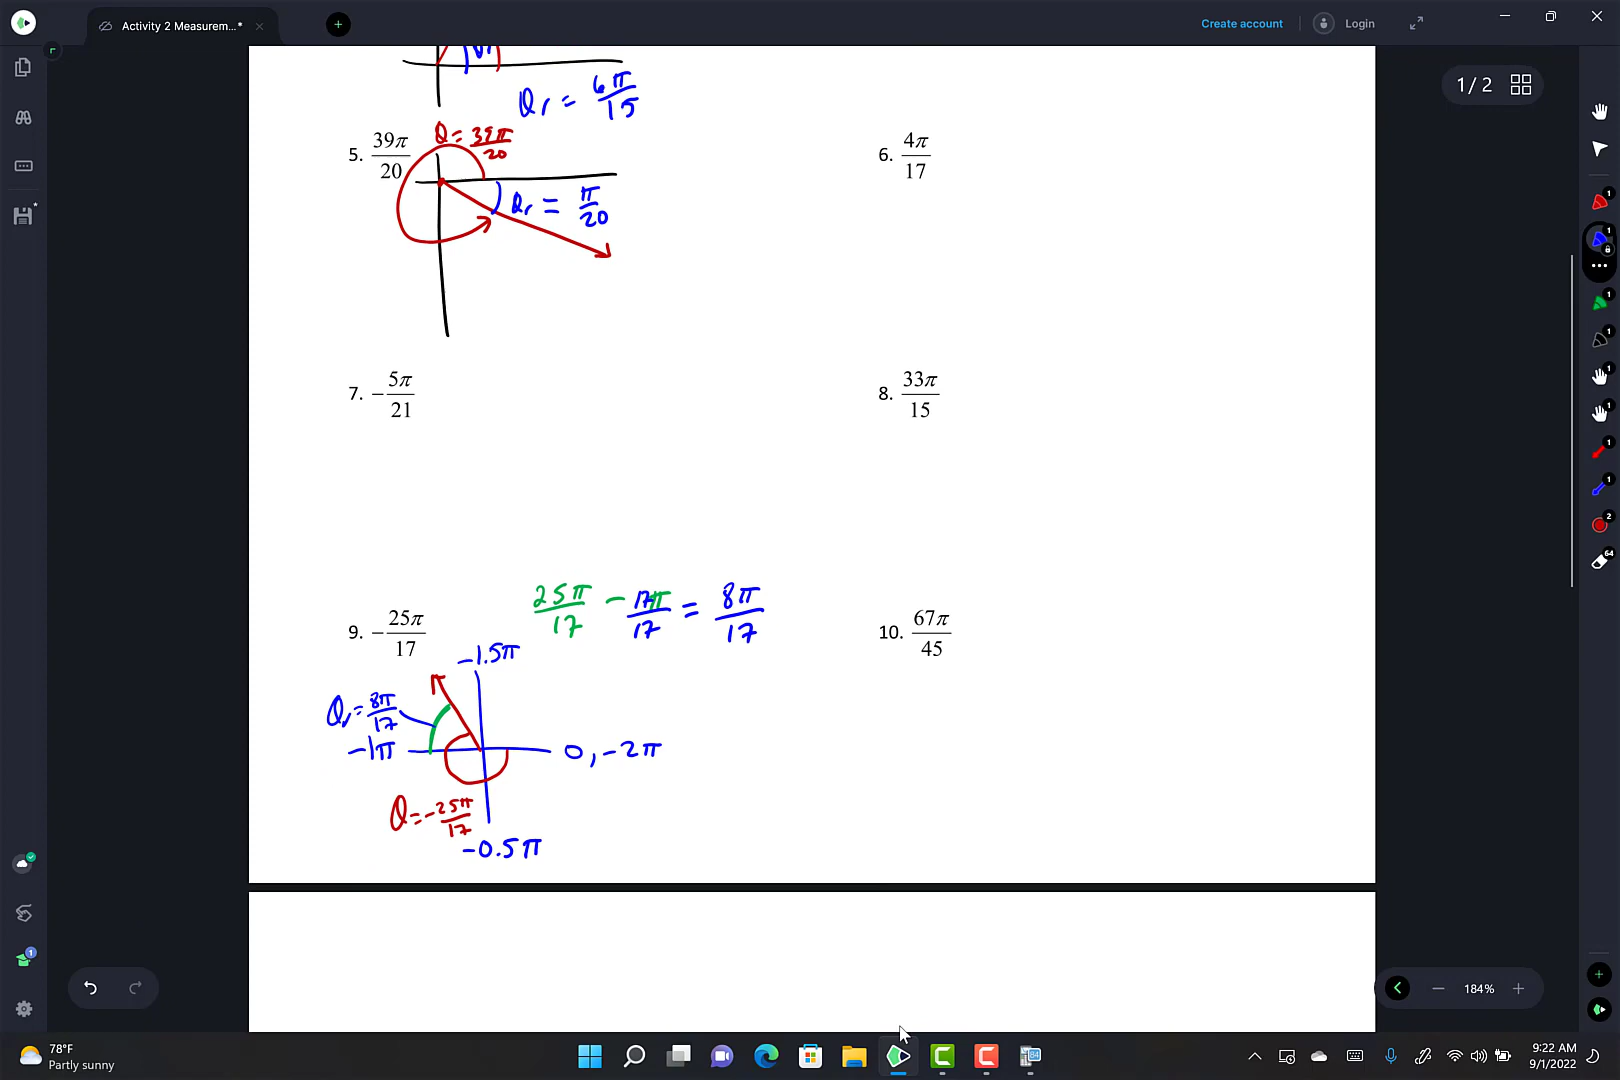 Activity 2 Measurem...*
Create account
Login
1/2
θr = 6π/15
5. 39π/20
θ = 39π/20
θr = π/20
6. 4π/17
7. -5π/21
8. 33π/15
9. -25π/17
25π/17 - 17π/17 = 8π/17
10. 67π/45
-1.5π
θr = 8π/17
-1π
0, -2π
θ = -25π/17
-0.5π
184%
78°F
Partly sunny
9:22 AM
9/1/2022